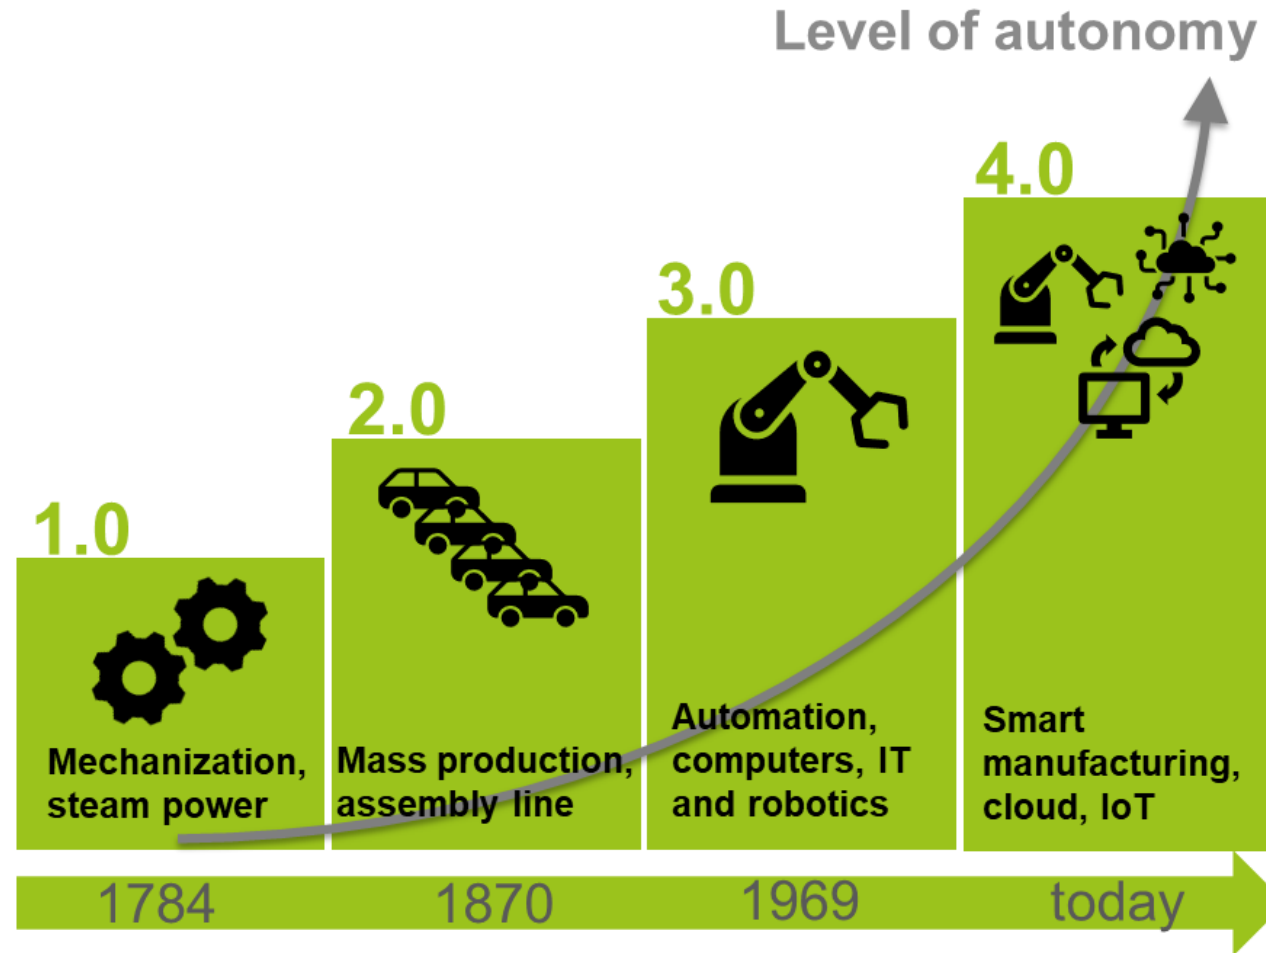 Level of autonomy
1.0
Mechanization,
steam power
2.0
Mass production,
assembly line
3.0
Automation,
computers, IT
and robotics
4.0
Smart
manufacturing,
cloud, IoT
1784
1870
1969
today